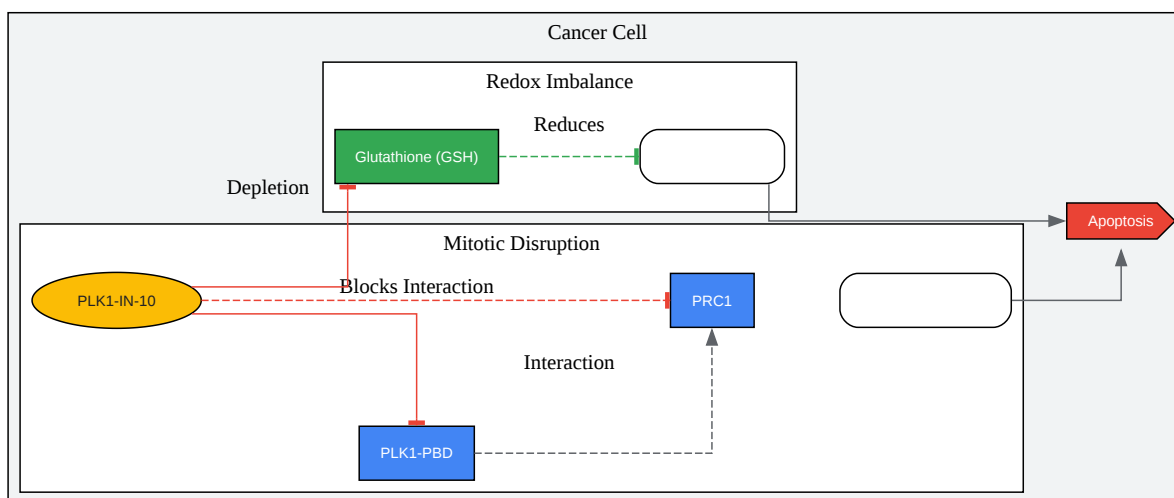 Cancer Cell
Redox Imbalance
Reduces
Glutathione (GSH)
Depletion
Apoptosis
Mitotic Disruption
Blocks Interaction
PLK1-IN-10
PRC1
Interaction
PLK1-PBD